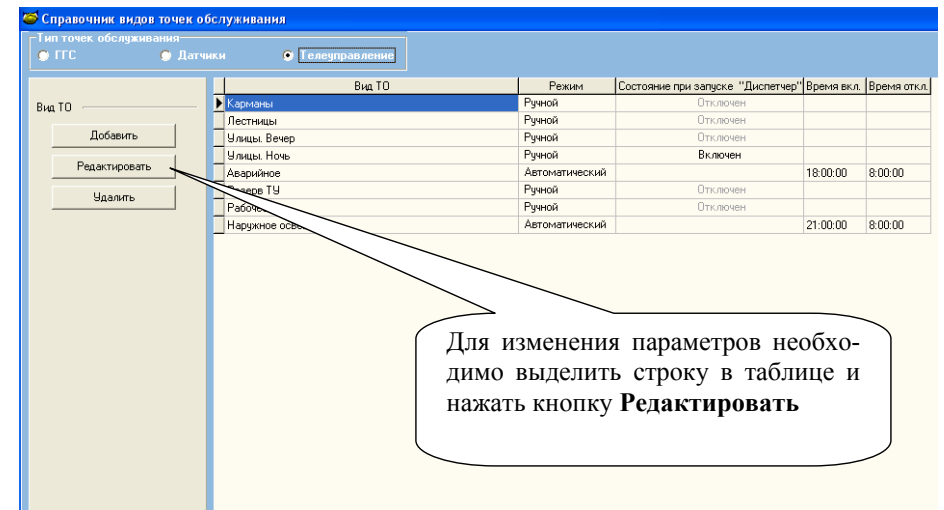 Справочник видов точек обслуживания
Тип точек обслуживания
ГГС Датчики Телеуправление
Вид ТО
Добавить
Редактировать
Удалить
Вид ТО Режим Состояние при запуске "Диспетчер" Время вкл. Время откл.
Карманы Ручной Отключен
Лестницы Ручной Отключен
Улицы. Вечер Ручной Отключен
Улицы. Ночь Ручной Включен
Аварийное Автоматический 18:00:00 8:00:00
ТУ Ручной Отключен
Ручной Отключен
Наружное Автоматический 21:00:00 8:00:00
Для изменения параметров необхо-
димо выделить строку в таблице и
нажать кнопку Редактировать